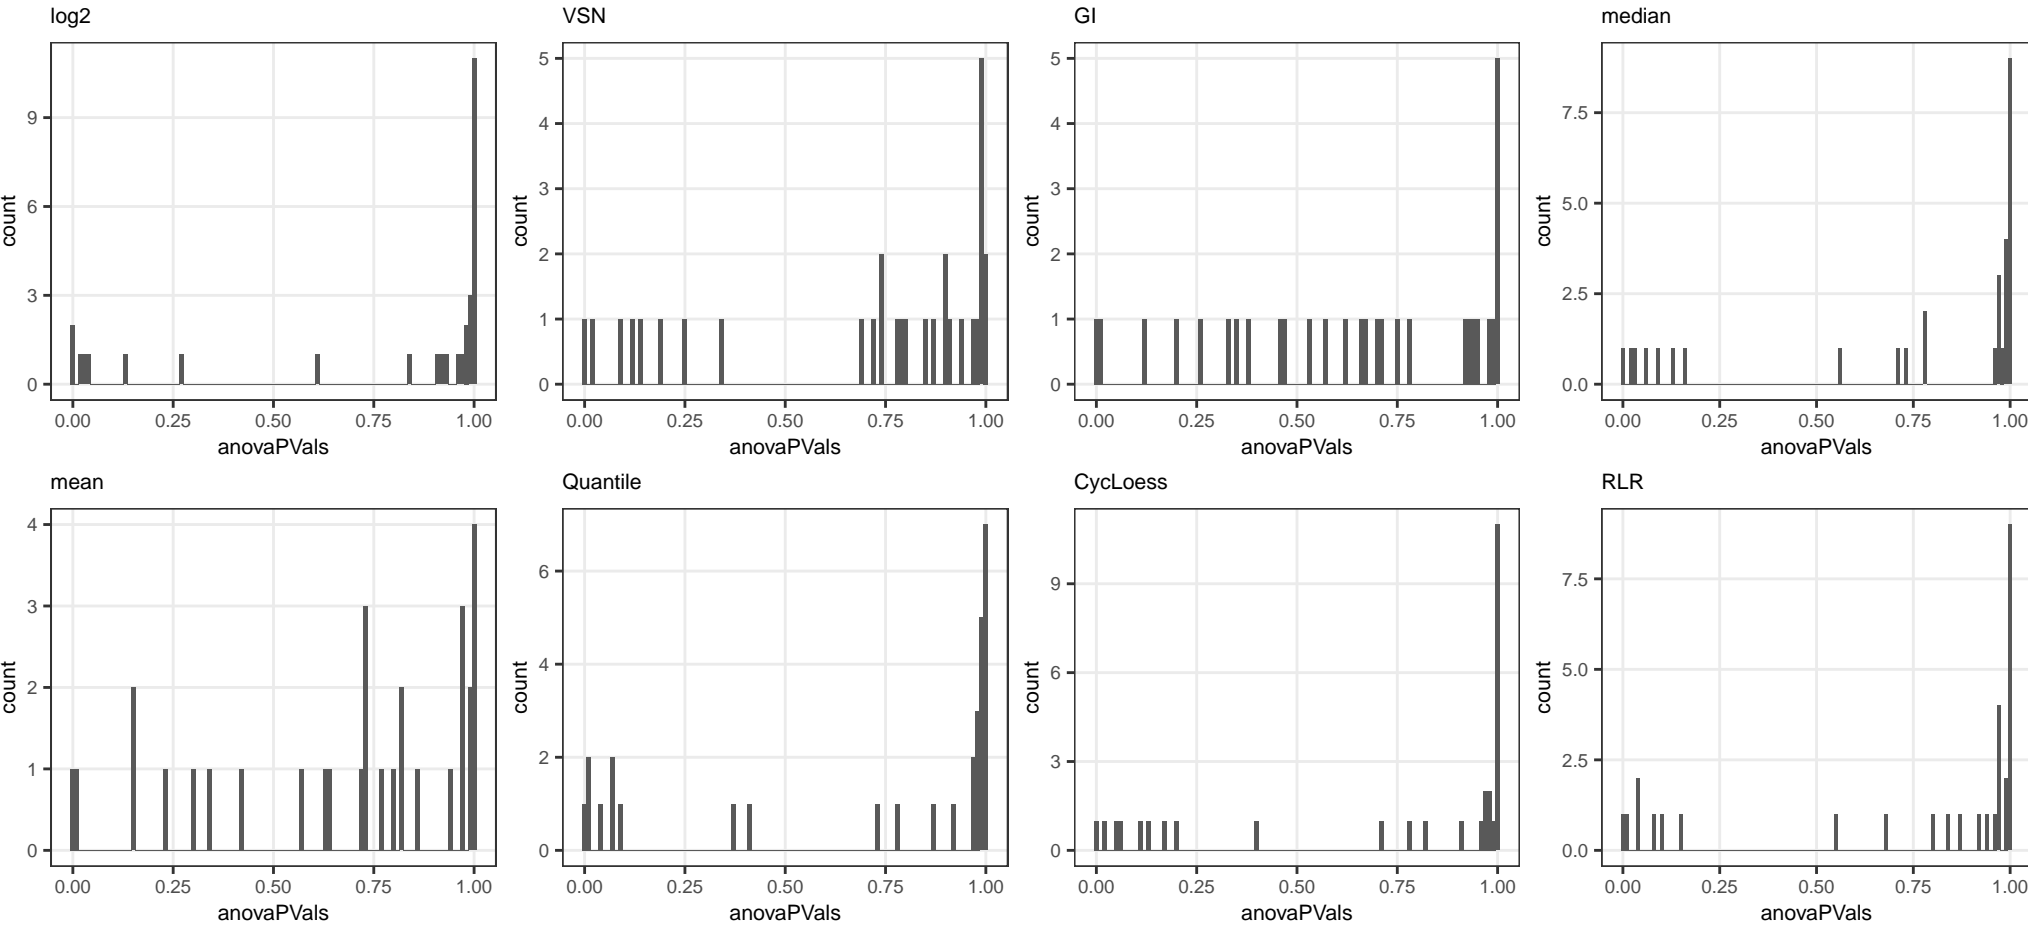 log2 VSN GI median
9 5 5 7.5
6 4 4 5.0
3 3 3 2.5
0 2 2 0.0
1 1
0 0
count count count count
0.00 0.25 0.50 0.75 1.00 0.00 0.25 0.50 0.75 1.00 0.00 0.25 0.50 0.75 1.00 0.00 0.25 0.50 0.75 1.00
anovaPVals anovaPVals anovaPVals anovaPVals
mean Quantile CycLoess RLR
4 6 9 7.5
3 4 6 5.0
2 2 3 2.5
1 0 0 0.0
0
count count count count
0.00 0.25 0.50 0.75 1.00 0.00 0.25 0.50 0.75 1.00 0.00 0.25 0.50 0.75 1.00 0.00 0.25 0.50 0.75 1.00
anovaPVals anovaPVals anovaPVals anovaPVals